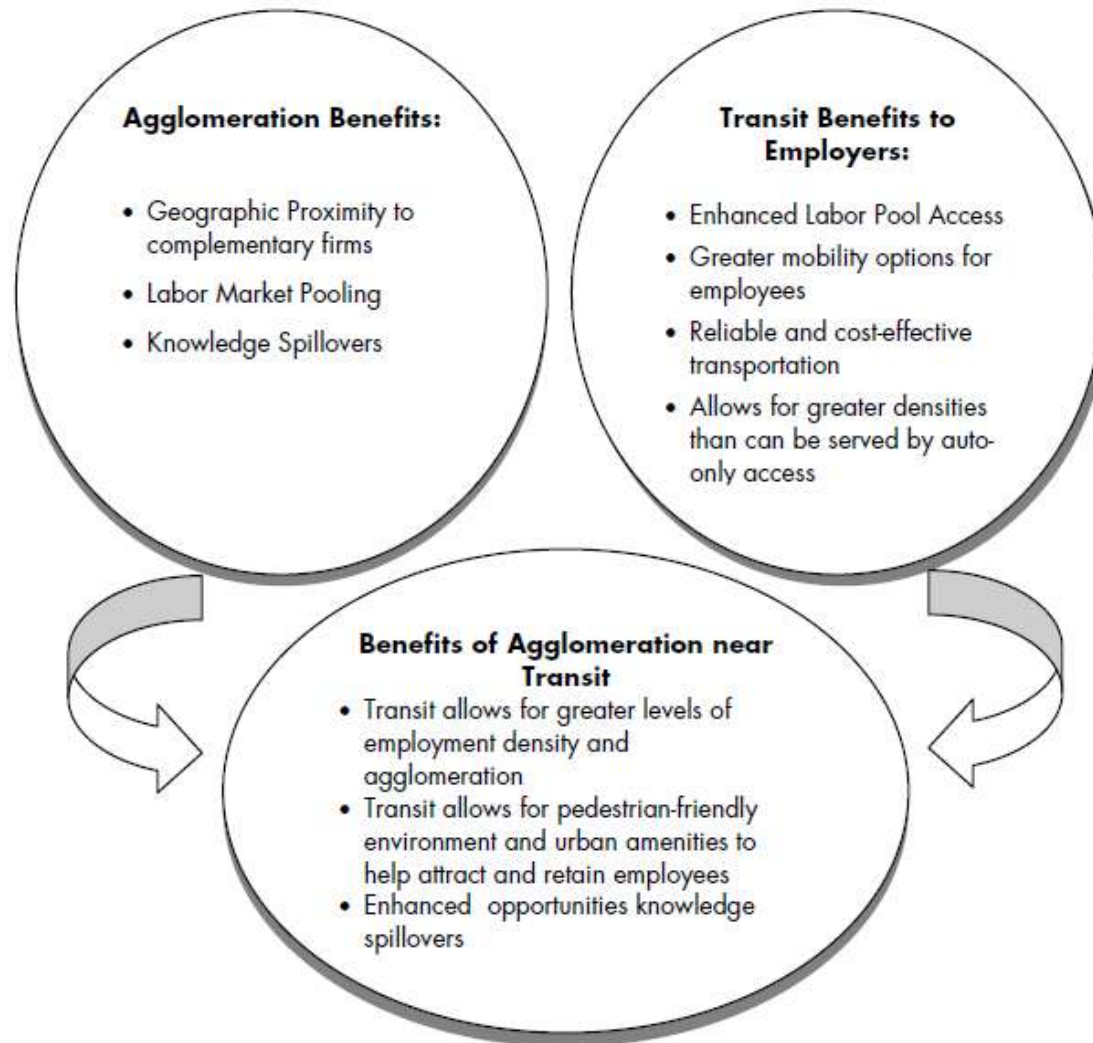 Agglomeration Benefits:
• Geographic Proximity to
complementary firms
• Labor Market Pooling
• Knowledge Spillovers
Transit Benefits to
Employers:
• Enhanced Labor Pool Access
• Greater mobility options for
employees
• Reliable and cost-effective
transportation
• Allows for greater densities
than can be served by auto-
only access
Benefits of Agglomeration near
Transit
• Transit allows for greater levels of
employment density and
agglomeration
• Transit allows for pedestrian-friendly
environment and urban amenities to
help attract and retain employees
• Enhanced  opportunities knowledge
spillovers